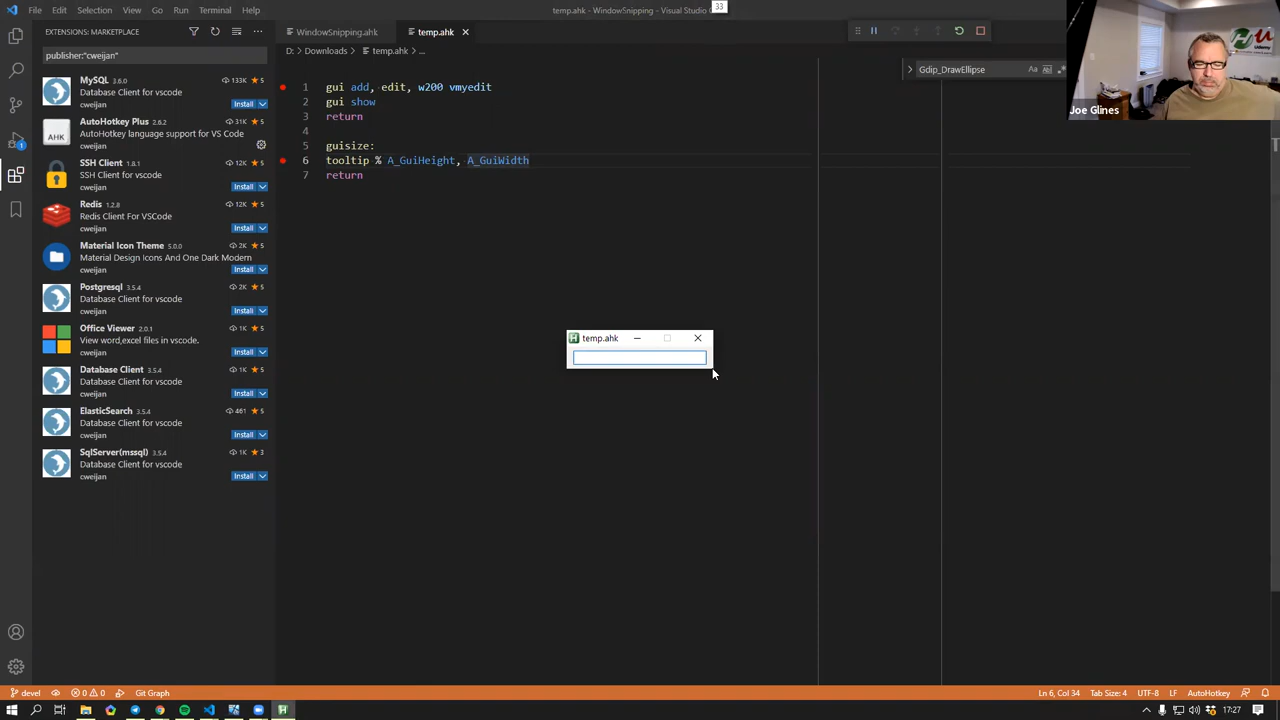 File Edit Selection View Go Run Terminal Help
temp.ahk - WindowSnipping - Visual Studio
33
EXTENSIONS: MARKETPLACE
publisher:"cweijan"
MySQL 3.6.0 133K 5
Database Client for vscode
cweijan Install
AutoHotkey Plus 2.6.2 31K 5
AutoHotkey language support for VS Code
cweijan
SSH Client 1.8.1 12K 5
SSH Client for vscode
cweijan Install
Redis 1.2.8 12K 5
Redis Client For VSCode
cweijan Install
Material Icon Theme 5.0.0 2K 5
Material Design Icons And One Dark Modern
cweijan Install
Postgresql 3.5.4 2K 5
Database Client for vscode
cweijan Install
Office Viewer 2.0.1 1K 5
View word,excel files in vscode.
cweijan Install
Database Client 3.5.4 1K 5
Database Client for vscode
cweijan Install
ElasticSearch 3.5.4 461 5
Database Client for vscode
cweijan Install
SqlServer(mssql) 3.5.4 1K 3
Database Client for vscode
cweijan Install
WindowSnipping.ahk temp.ahk
D: > Downloads > temp.ahk > ...
Gdip_DrawEllipse Aa ab
1 gui add, edit, w200 vmyedit
2 gui show
3 return
4
5 guisize:
6 tooltip % A_GuiHeight, A_GuiWidth
7 return
temp.ahk
AHK
1
Udemy
Joe Glines
devel 0 0 Git Graph
Ln 6, Col 34 Tab Size: 4 UTF-8 LF AutoHotkey
17:27